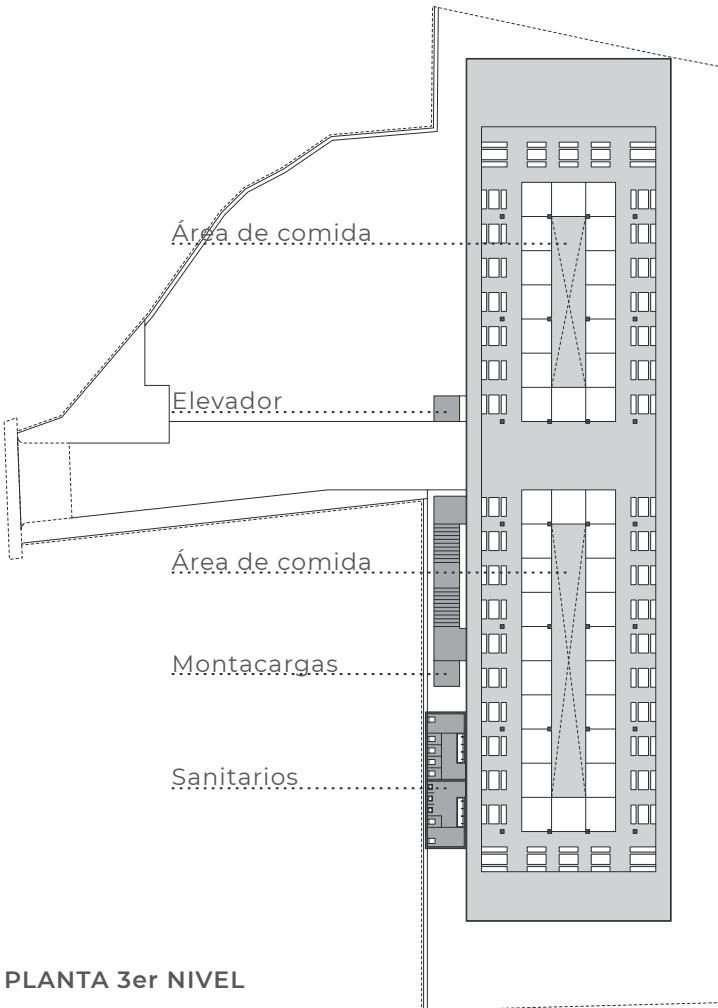 Área de comida
Elevador
Área de comida
Montacargas
Sanitarios
PLANTA 3er NIVEL